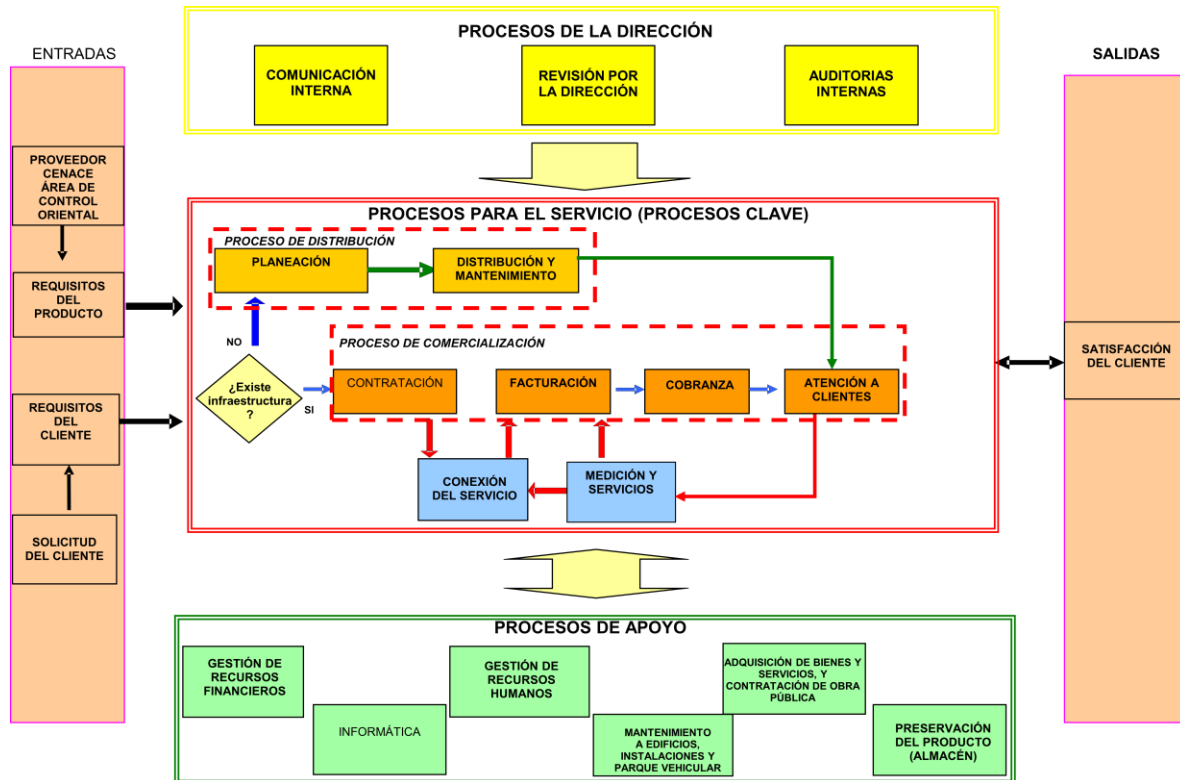 PROCESOS DE LA DIRECCIÓN
COMUNICACIÓN
INTERNA
REVISIÓN POR
LA DIRECCIÓN
AUDITORIAS
INTERNAS
ENTRADAS
PROVEEDOR
CENACE
ÁREA DE
CONTROL
ORIENTAL
REQUISITOS
DEL
PRODUCTO
REQUISITOS
DEL
CLIENTE
SOLICITUD
DEL CLIENTE
PROCESOS PARA EL SERVICIO (PROCESOS CLAVE)
PROCESO DE DISTRIBUCIÓN
PLANEACIÓN
DISTRIBUCIÓN Y
MANTENIMIENTO
NO
¿Existe
infraestructura
?
SI
PROCESO DE COMERCIALIZACIÓN
CONTRATACIÓN
FACTURACIÓN
COBRANZA
ATENCIÓN A
CLIENTES
CONEXIÓN
DEL SERVICIO
MEDICIÓN Y
SERVICIOS
SALIDAS
SATISFACCIÓN
DEL CLIENTE
PROCESOS DE APOYO
GESTIÓN DE
RECURSOS
FINANCIEROS
INFORMÁTICA
GESTIÓN DE
RECURSOS
HUMANOS
MANTENIMIENTO
A EDIFICIOS,
INSTALACIONES Y
PARQUE VEHICULAR
ADQUISICIÓN DE BIENES Y
SERVICIOS, Y
CONTRATACIÓN DE OBRA
PÚBLICA
PRESERVACIÓN
DEL PRODUCTO
(ALMACÉN)